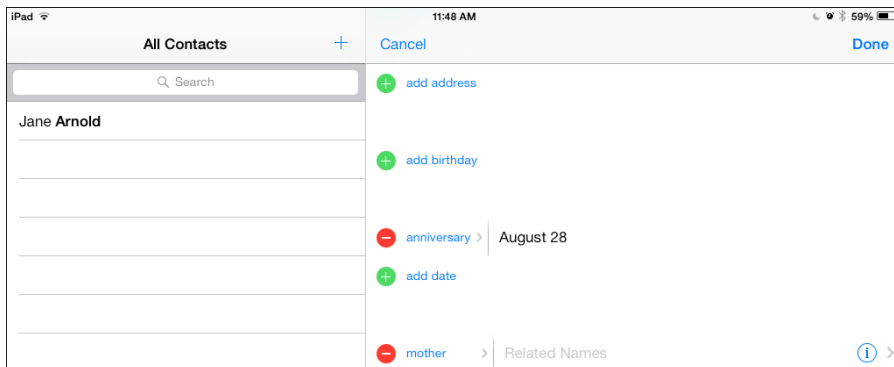 iPad 11:48 AM 59%
All Contacts + Cancel Done
Search
add address
Jane Arnold
add birthday
anniversary August 28
add date
mother Related Names